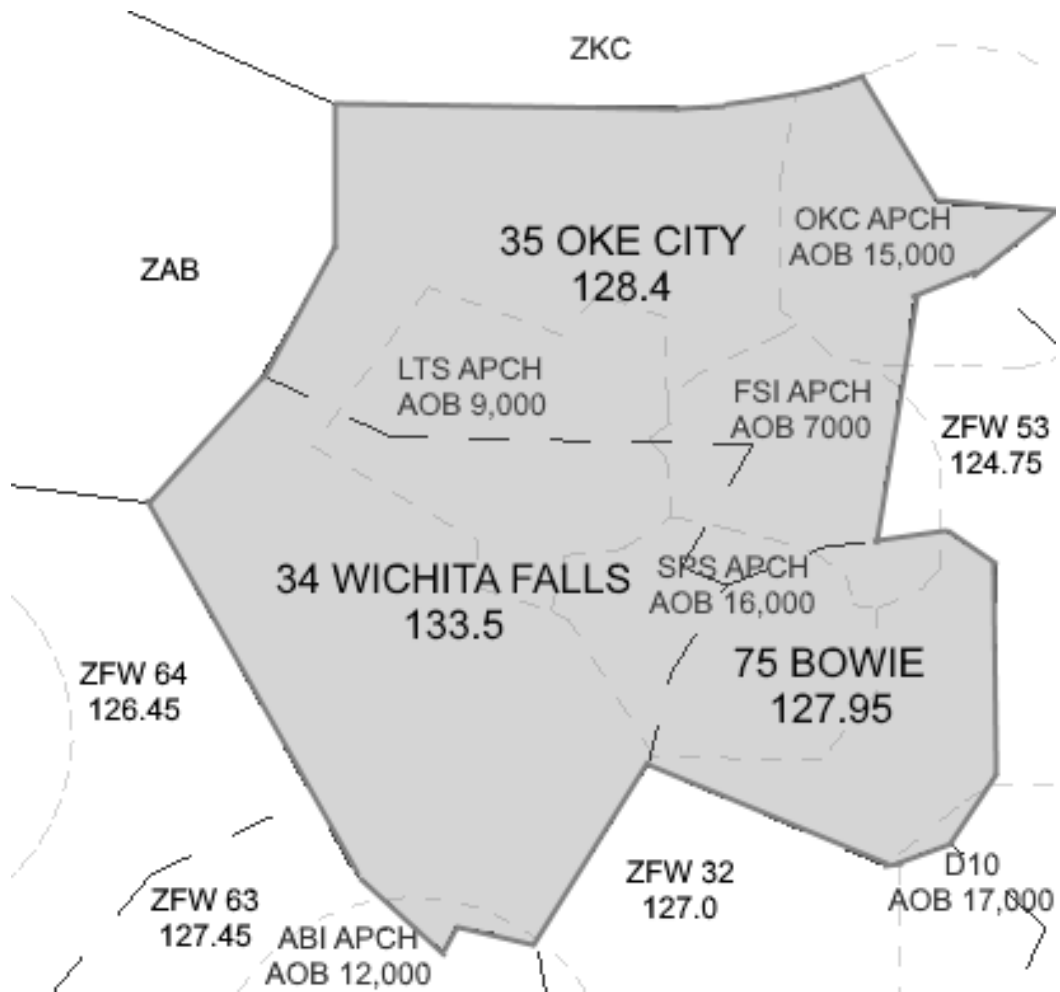 ZKC
OKC APCH
AOB 15,000
35 OKE CITY
128.4
ZAB
LTS APCH
AOB 9,000
FSI APCH
AOB 7000
ZFW 53
124.75
SPS APCH
AOB 16,000
34 WICHITA FALLS
133.5
75 BOWIE
127.95
ZFW 64
126.45
ZFW 32
127.0
D10
AOB 17,000
ZFW 63
127.45
ABI APCH
AOB 12,000